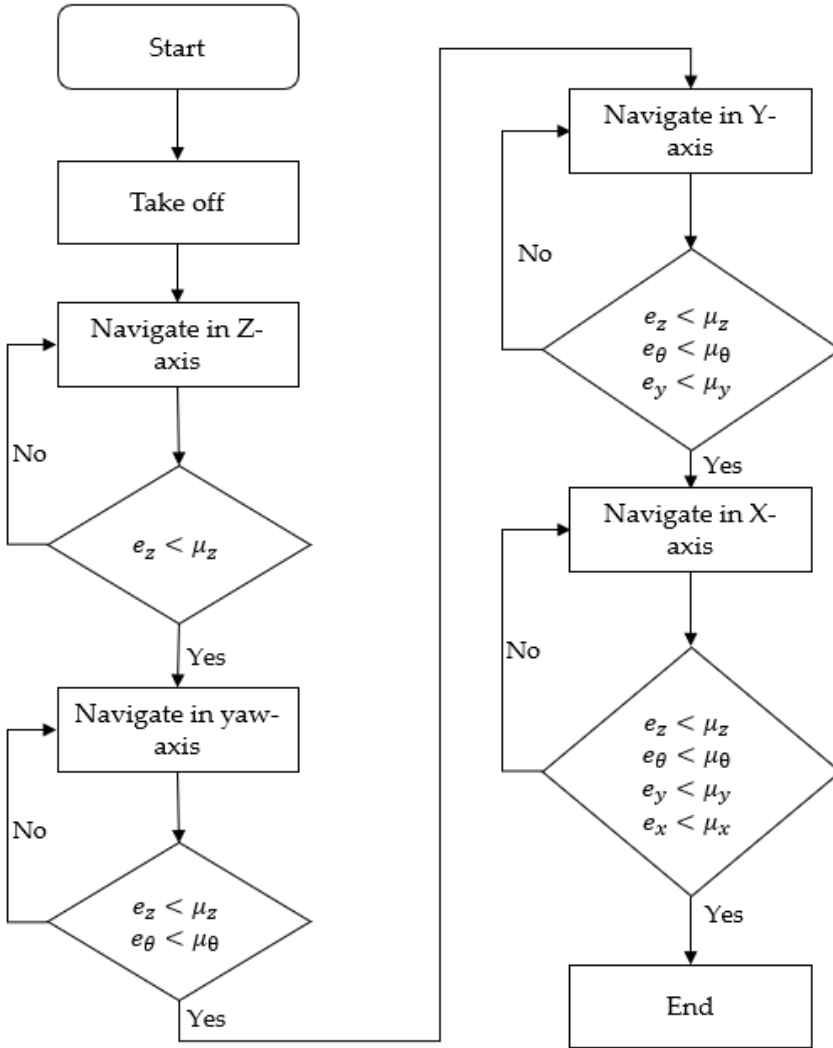 Start
Take off
Navigate in Z-
axis
No
e_z < μ_z
Yes
Navigate in yaw-
axis
No
e_θ < μ_θ
e_z < μ_z
Yes
Navigate in Y-
axis
No
e_z < μ_z
e_θ < μ_θ
e_y < μ_y
Yes
Navigate in X-
axis
No
e_z < μ_z
e_θ < μ_θ
e_y < μ_y
e_x < μ_x
Yes
End